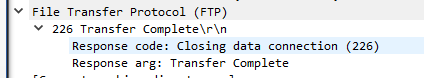 File Transfer Protocol (FTP)
226 Transfer Complete\r\n
Response code: Closing data connection (226)
Response arg: Transfer Complete